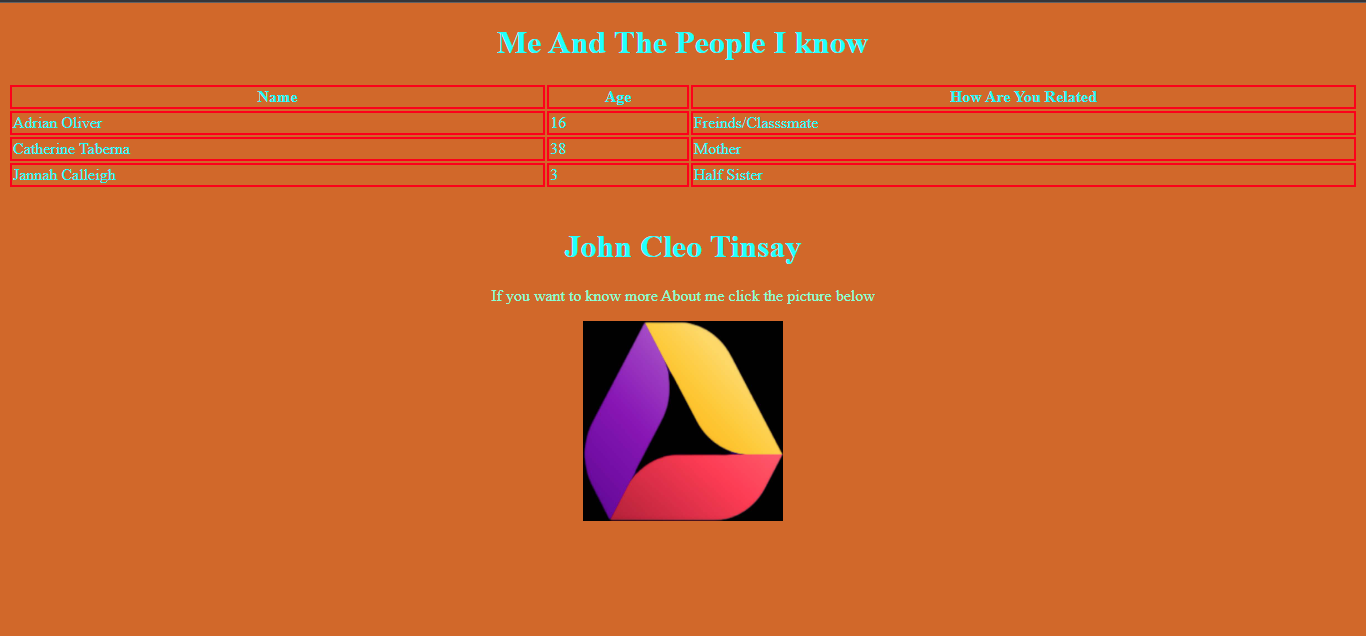 Me And The People I know
Name Age How Are You Related
Adrian Oliver 16 Freinds/Classsmate
Catherine Taberna 38 Mother
Jannah Calleigh 3 Half Sister
John Cleo Tinsay
If you want to know more About me click the picture below